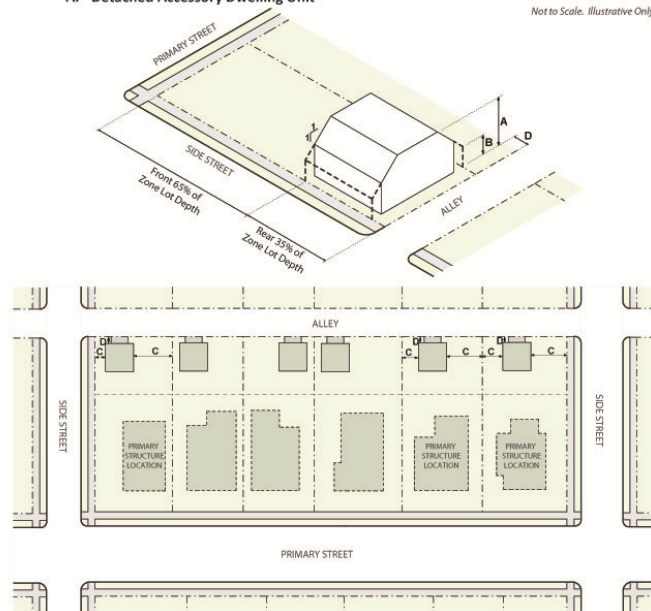 A. Detached Accessory Dwelling Unit
Not to Scale. Illustrative Only
PRIMARY STREET
A
B
D
1
1
SIDE STREET
ALLEY
Front 65% of
Zone Lot Depth
Rear 35% of
Zone Lot Depth
ALLEY
D
D
D
C
C
C
C
C
C
SIDE STREET
SIDE STREET
PRIMARY
STRUCTURE
LOCATION
PRIMARY
STRUCTURE
LOCATION
PRIMARY
STRUCTURE
LOCATION
PRIMARY STREET